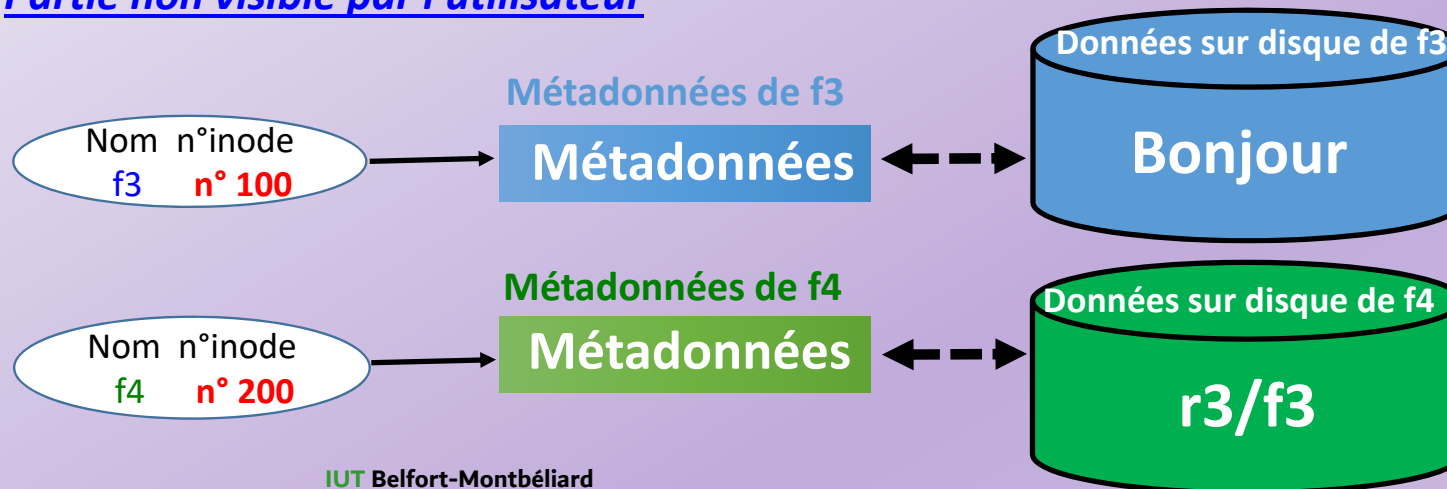 Partie non visible par l'utilisateur
Données sur disque de f3
Métadonnées de f3
Nom n°inode
f3 n° 100
Métadonnées
Bonjour
Métadonnées de f4
Données sur disque de f4
Nom n°inode
f4 n° 200
Métadonnées
r3/f3
IUT Belfort-Montbéliard